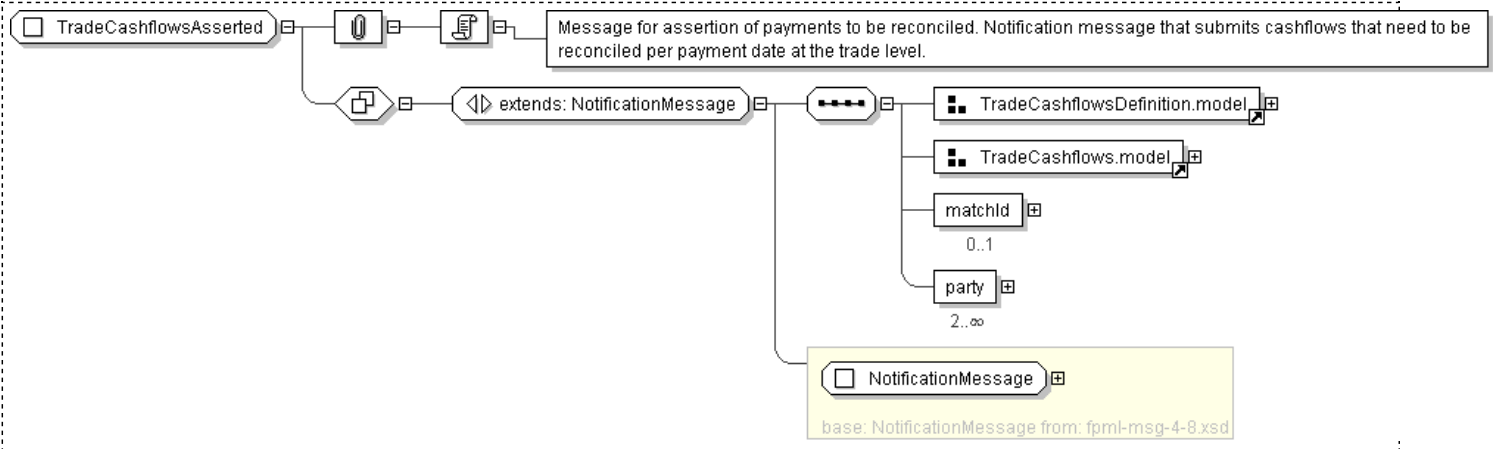 TradeCashflowsAsserted
Message for assertion of payments to be reconciled. Notification message that submits cashflows that need to be
reconciled per payment date at the trade level.
extends: NotificationMessage
TradeCashflowsDefinition.model
TradeCashflows.model
matchId
0..1
party
2..∞
NotificationMessage
base: NotificationMessage from: fpml-msg-4-8.xsd